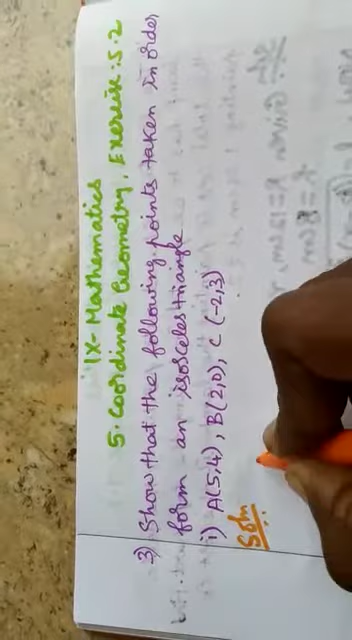 IX - Mathematics
5. Coordinate Geometry, Exercise: 5.2
3) Show that the following points taken in order
form an isosceles triangle
i) A(5,4), B(2,0), C(-2,3)
Soln